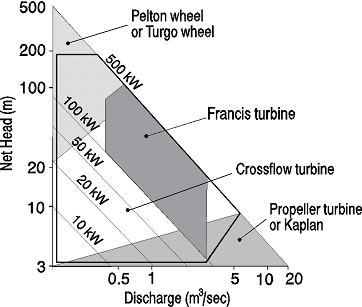 500
200
100
20
10
3
Net Head (m)
Pelton wheel
or Turgo wheel
500 kW
100 kW
50 kW
20 kW
10 kW
Francis turbine
Crossflow turbine
Propeller turbine
or Kaplan
0.5 1 5 10 20
Discharge (m³/sec)